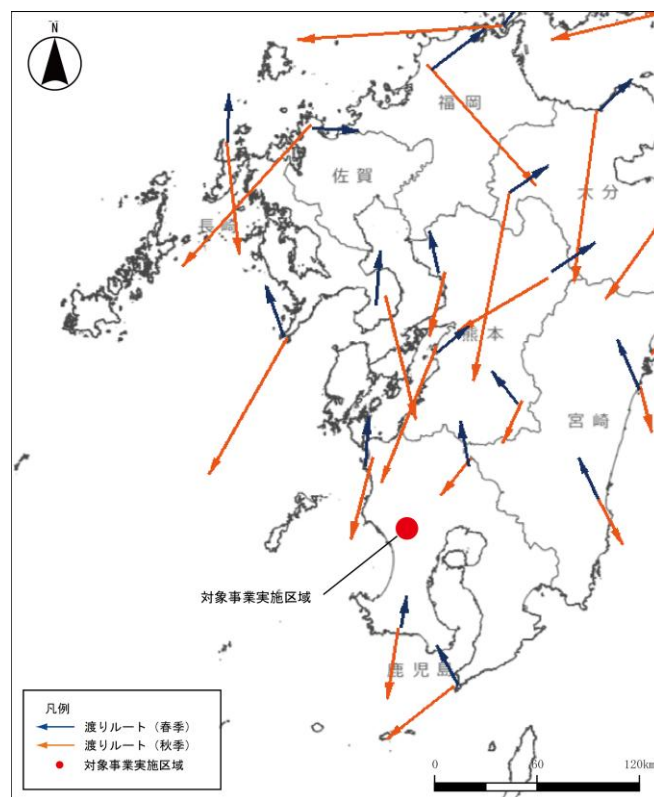 N
福岡
佐賀
大分
長崎
熊本
宮崎
対象事業実施区域
鹿児島
凡例
渡りルート（春季）
渡りルート（秋季）
対象事業実施区域
0 60 120km